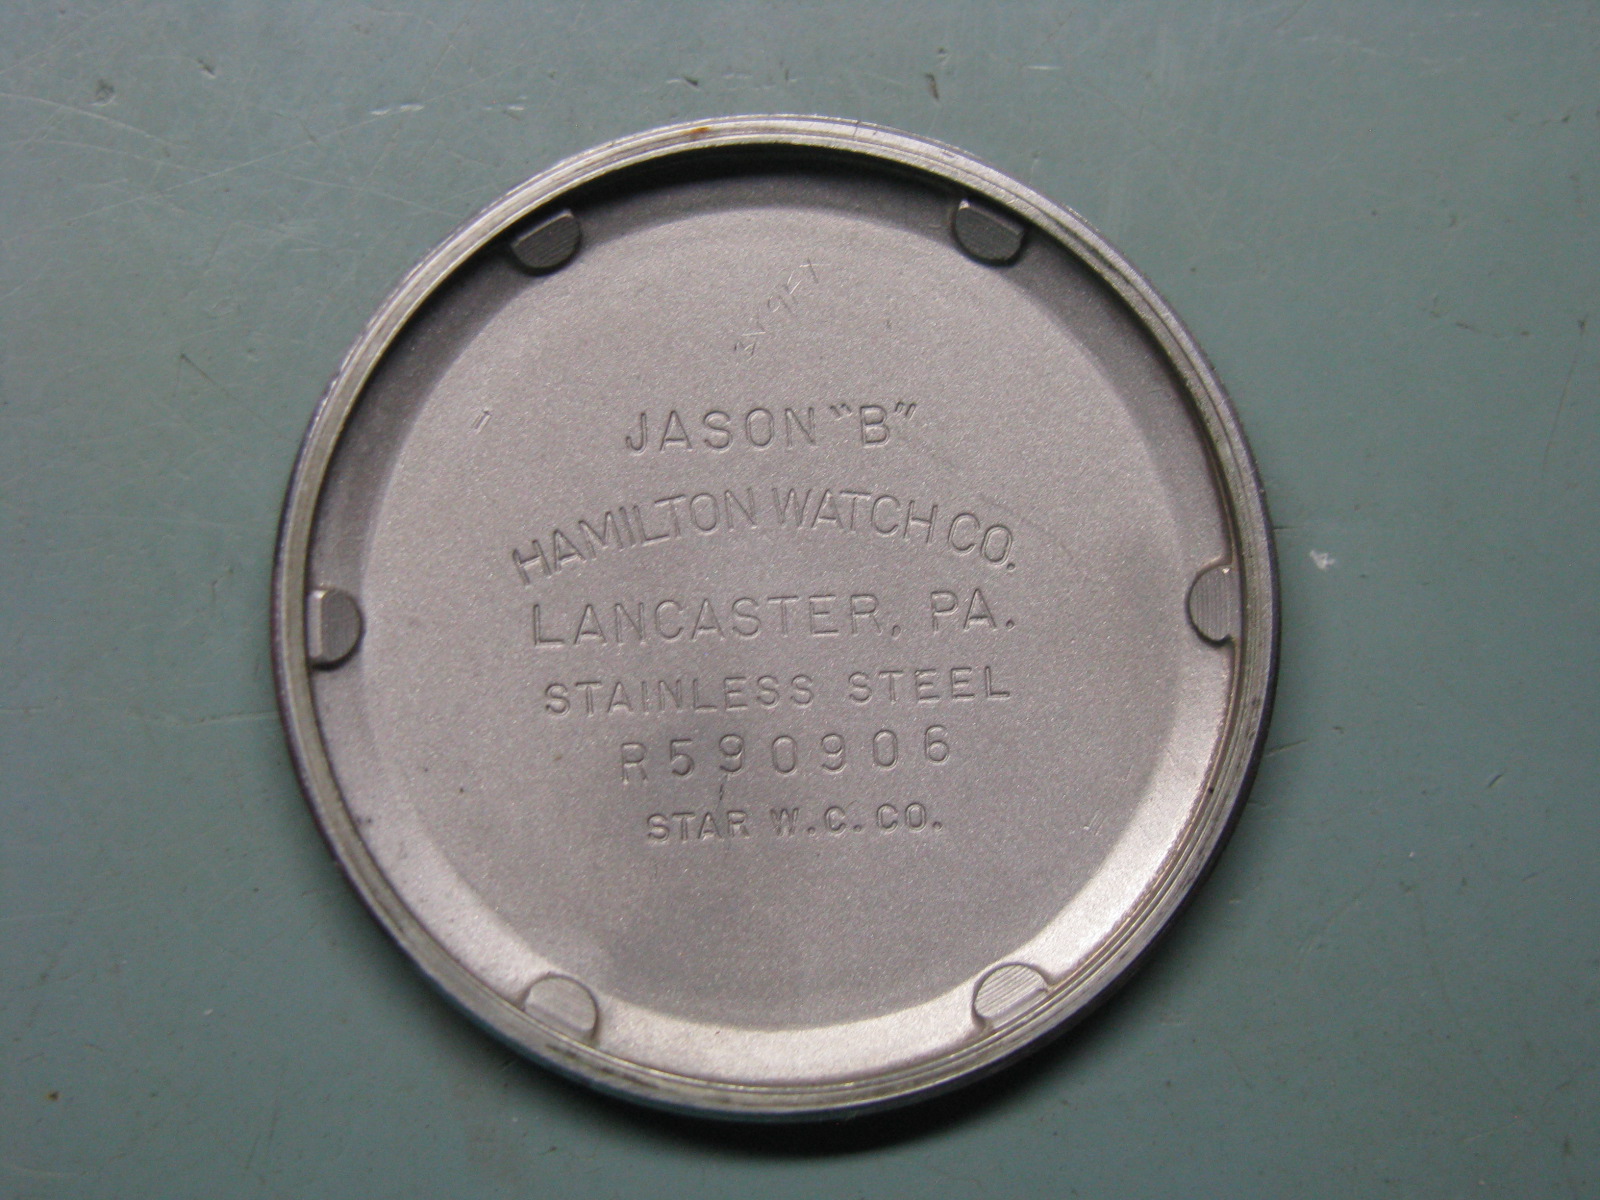 JASON "B"
HAMILTON WATCH CO.
LANCASTER, PA.
STAINLESS STEEL
R590906
STAR W.C.CO.